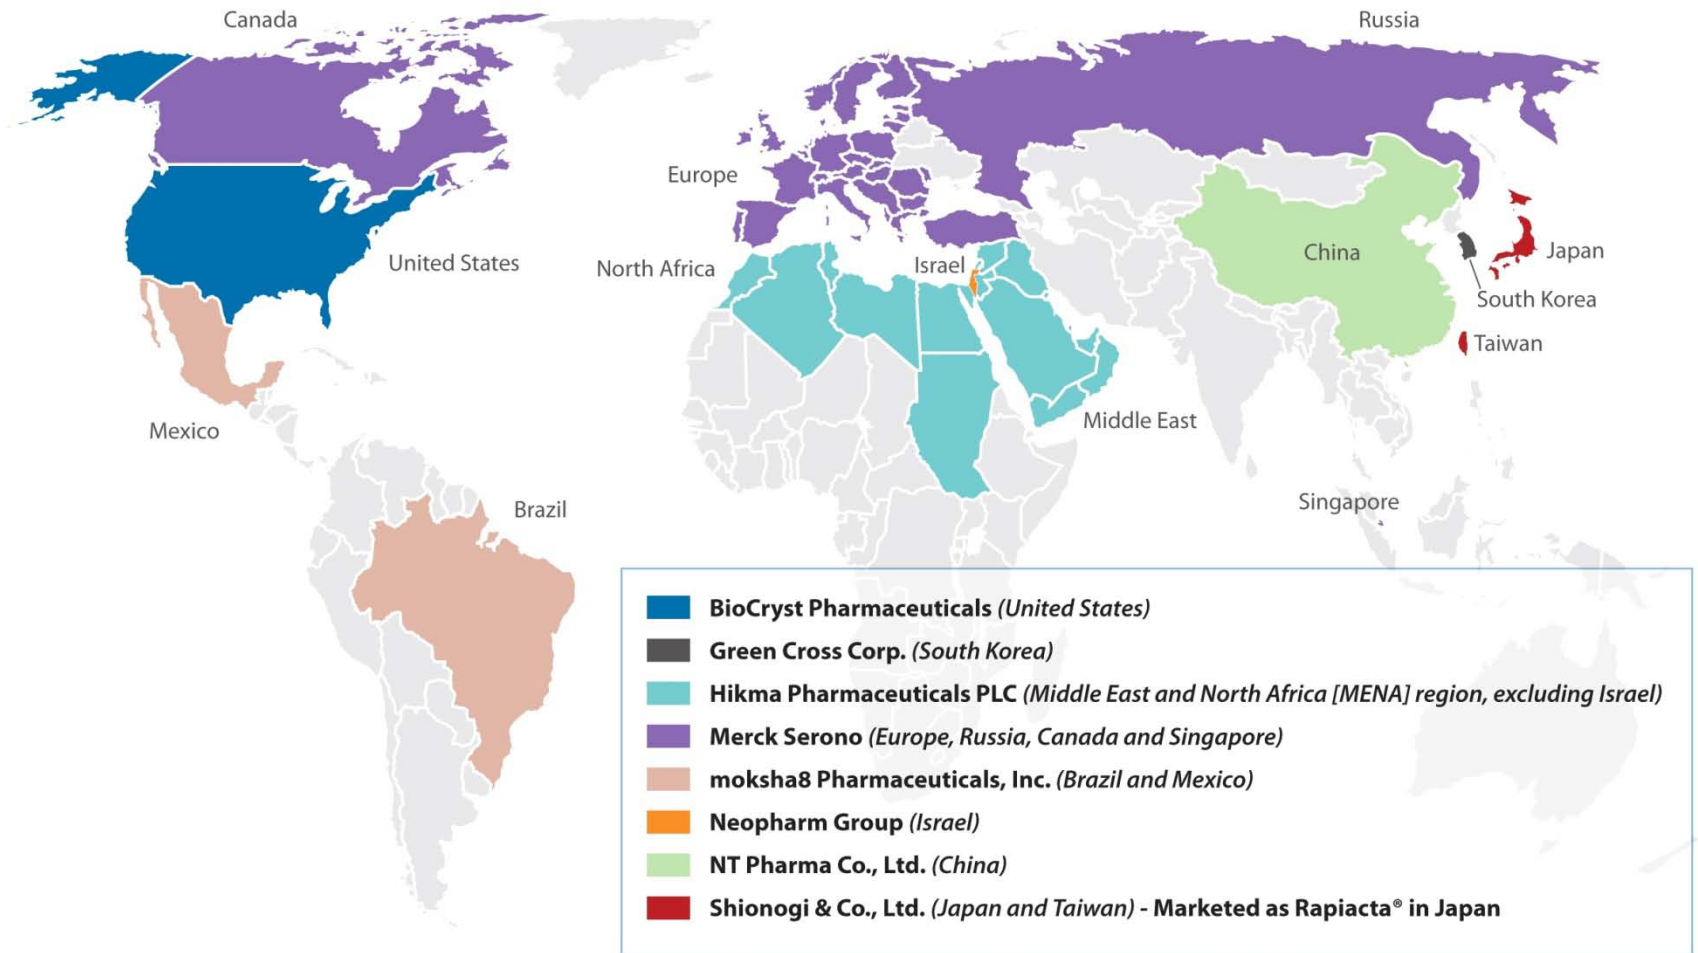 Canada
Russia
Europe
United States
North Africa
Israel
China
Japan
South Korea
Taiwan
Mexico
Middle East
Singapore
Brazil
BioCryst Pharmaceuticals (United States)
Green Cross Corp. (South Korea)
Hikma Pharmaceuticals PLC (Middle East and North Africa [MENA] region, excluding Israel)
Merck Serono (Europe, Russia, Canada and Singapore)
moksha8 Pharmaceuticals, Inc. (Brazil and Mexico)
Neopharm Group (Israel)
NT Pharma Co., Ltd. (China)
Shionogi & Co., Ltd. (Japan and Taiwan) - Marketed as Rapiacta® in Japan